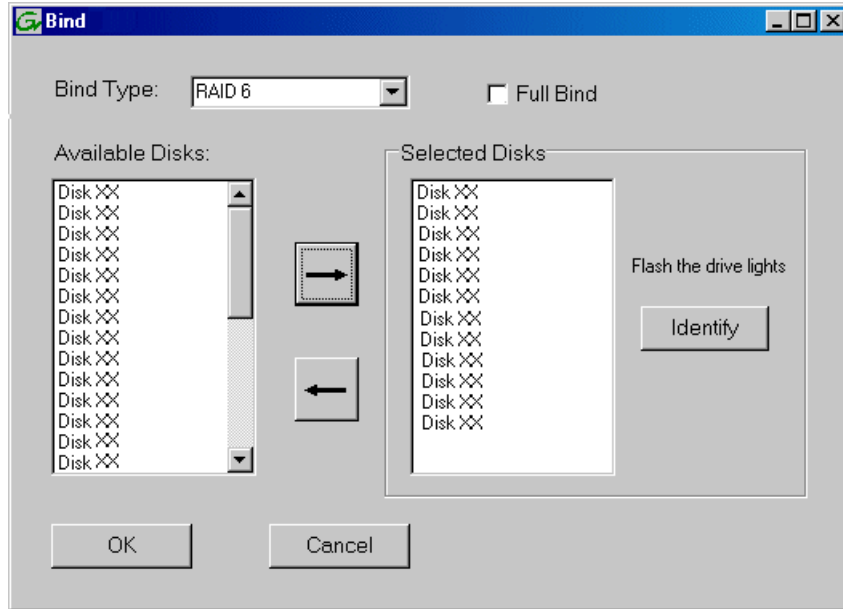 Bind
Bind Type:
RAID 6
Full Bind
Available Disks:
Disk XX
Disk XX
Disk XX
Disk XX
Disk XX
Disk XX
Disk XX
Disk XX
Disk XX
Disk XX
Disk XX
Disk XX
Disk XX
Disk XX
Selected Disks
Disk XX
Disk XX
Disk XX
Disk XX
Disk XX
Disk XX
Disk XX
Disk XX
Disk XX
Disk XX
Disk XX
Disk XX
Flash the drive lights
Identify
OK
Cancel